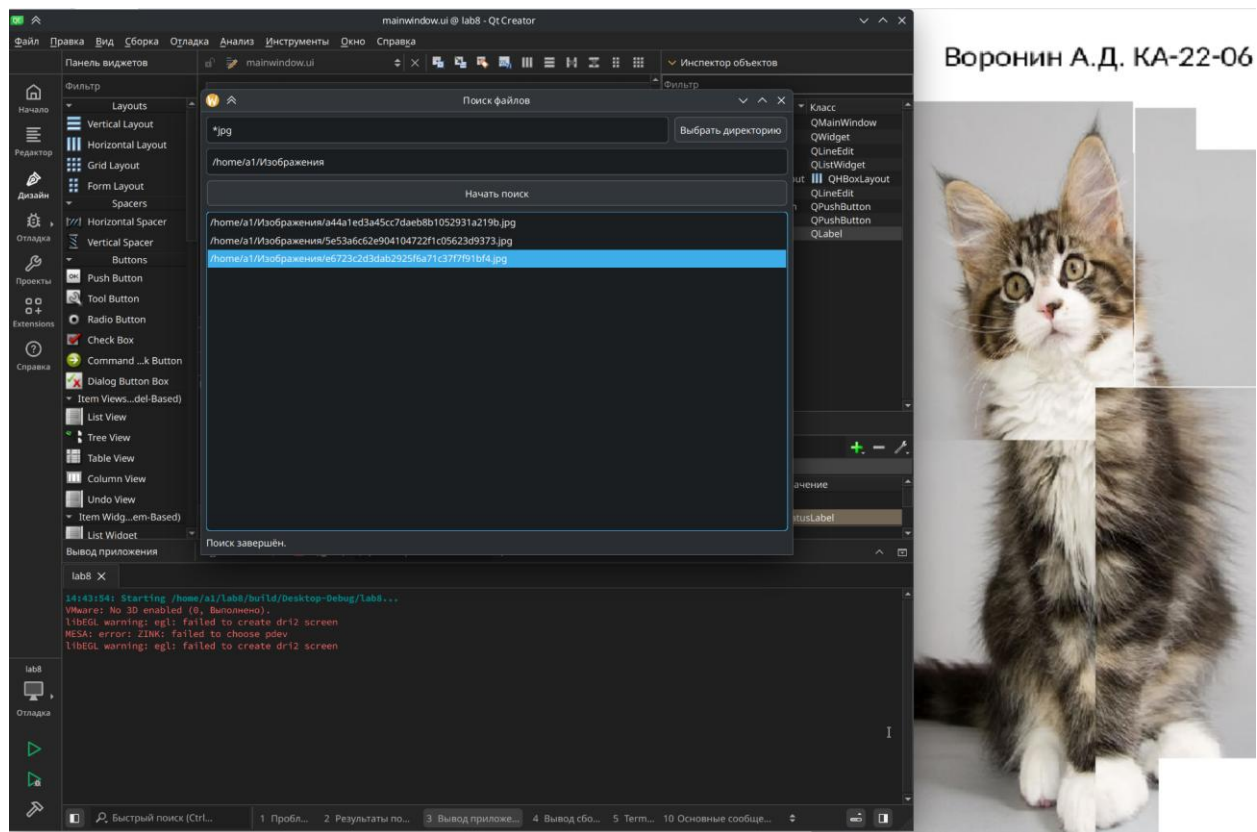 mainwindow.ui @ lab8 - Qt Creator
Файл Правка Вид Сборка Отладка Анализ Инструменты Окно Справка
Панель виджетов
mainwindow.ui
Инспектор объектов
Фильтр
Фильтр
Начало
Редактор
Дизайн
Отладка
Проекты
Extensions
Справка
Layouts
Vertical Layout
Horizontal Layout
Grid Layout
Form Layout
Spacers
Horizontal Spacer
Vertical Spacer
Buttons
Push Button
Tool Button
Radio Button
Check Box
Command ...k Button
Dialog Button Box
Item Views...del-Based)
List View
Tree View
Table View
Column View
Undo View
Item Widg...em-Based)
List Widget
Поиск файлов
*jpg
Выбрать директорию
/home/a1/Изображения
Начать поиск
/home/a1/Изображения/a44a1ed3a45cc7daeb8b1052931a219b.jpg
/home/a1/Изображения/5e53a6c62e904104722f1c05623d9373.jpg
/home/a1/Изображения/e6723c2d3dab2925f6a71c37f7f91bf4.jpg
Поиск завершён.
Класс
QMainWindow
QWidget
QLineEdit
QListWidget
QHBoxLayout
QLineEdit
QPushButton
QPushButton
QLabel
Вывод приложения
lab8
14:43:54: Starting /home/a1/lab8/build/Desktop-Debug/lab8...
VMware: No 3D enabled (0, Выполнено).
libEGL warning: egl: failed to create dri2 screen
MESA: error: ZINK: failed to choose pdev
libEGL warning: egl: failed to create dri2 screen
lab8
Отладка
Быстрый поиск (Ctrl...
1 Пробл... 2 Результаты по... 3 Вывод приложе... 4 Вывод сбо... 5 Term... 10 Основные сообще...
Воронин А.Д. КА-22-06